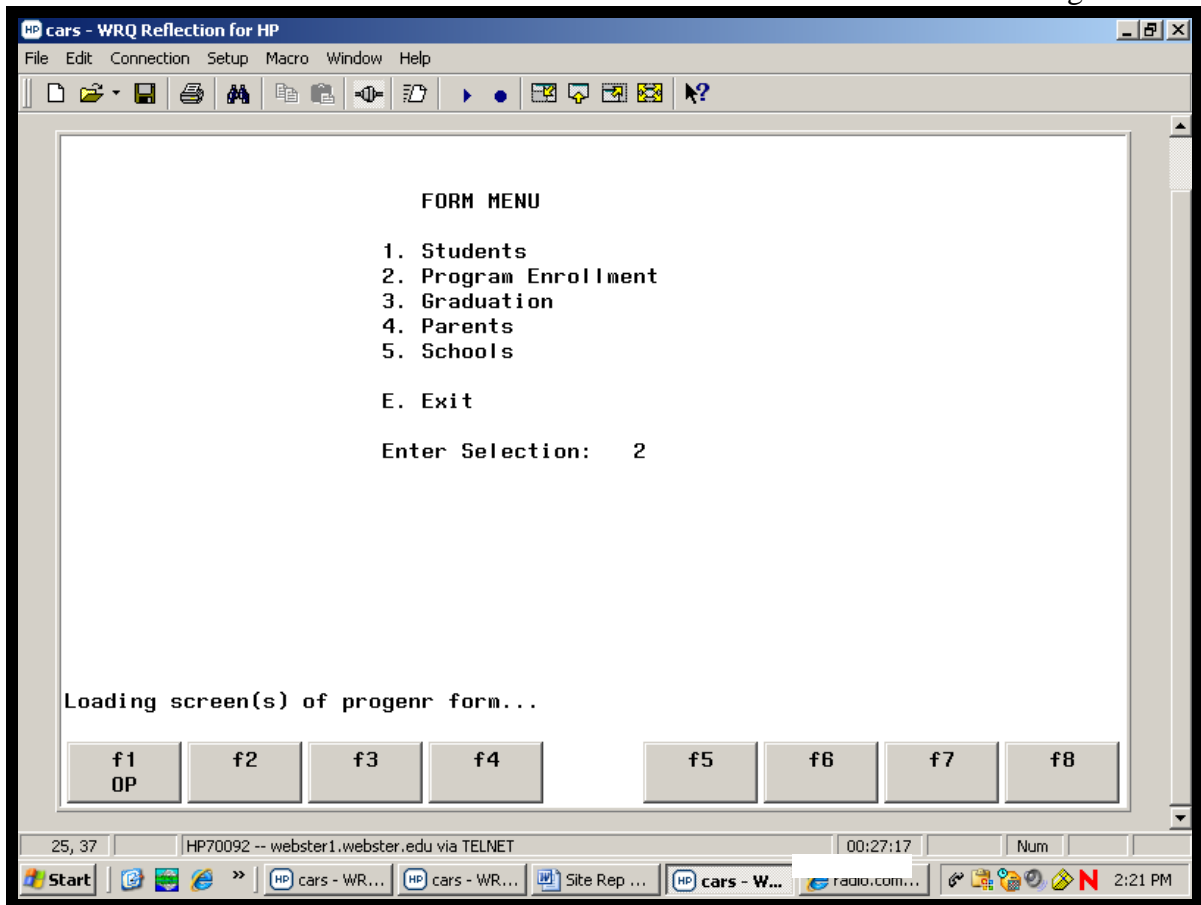 cars - WRQ Reflection for HP
File Edit Connection Setup Macro Window Help
FORM MENU
1. Students
2. Program Enrollment
3. Graduation
4. Parents
5. Schools
E. Exit
Enter Selection: 2
Loading screen(s) of progenr form...
f1 f2 f3 f4 f5 f6 f7 f8
OP
25, 37 HP70092 -- webster1.webster.edu via TELNET 00:27:17 Num
Start » cars - WR... cars - WR... Site Rep ... cars - W... radio.com... N 2:21 PM